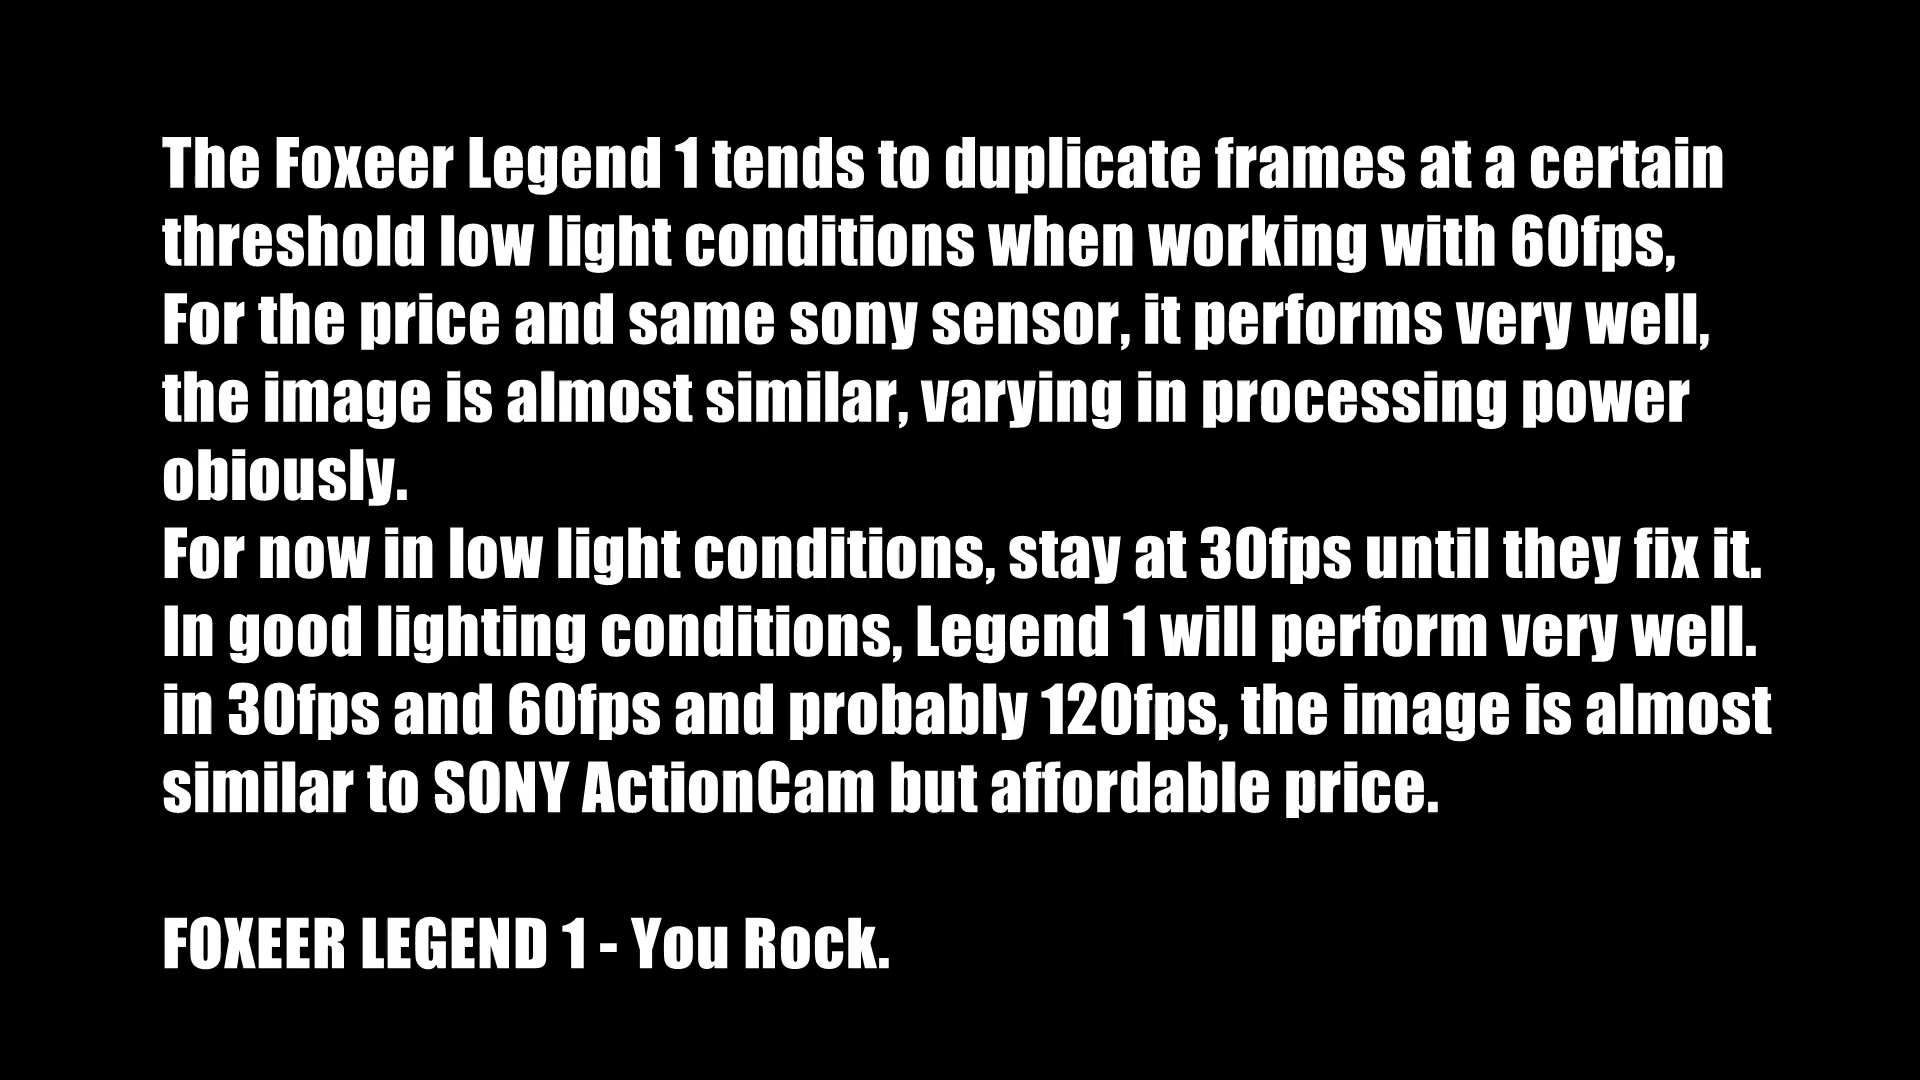 The Foxeer Legend 1 tends to duplicate frames at a certain
threshold low light conditions when working with 60fps,
For the price and same sony sensor, it performs very well,
the image is almost similar, varying in processing power
obiously.
For now in low light conditions, stay at 30fps until they fix it.
In good lighting conditions, Legend 1 will perform very well.
in 30fps and 60fps and probably 120fps, the image is almost
similar to SONY ActionCam but affordable price.
FOXEER LEGEND 1 - You Rock.